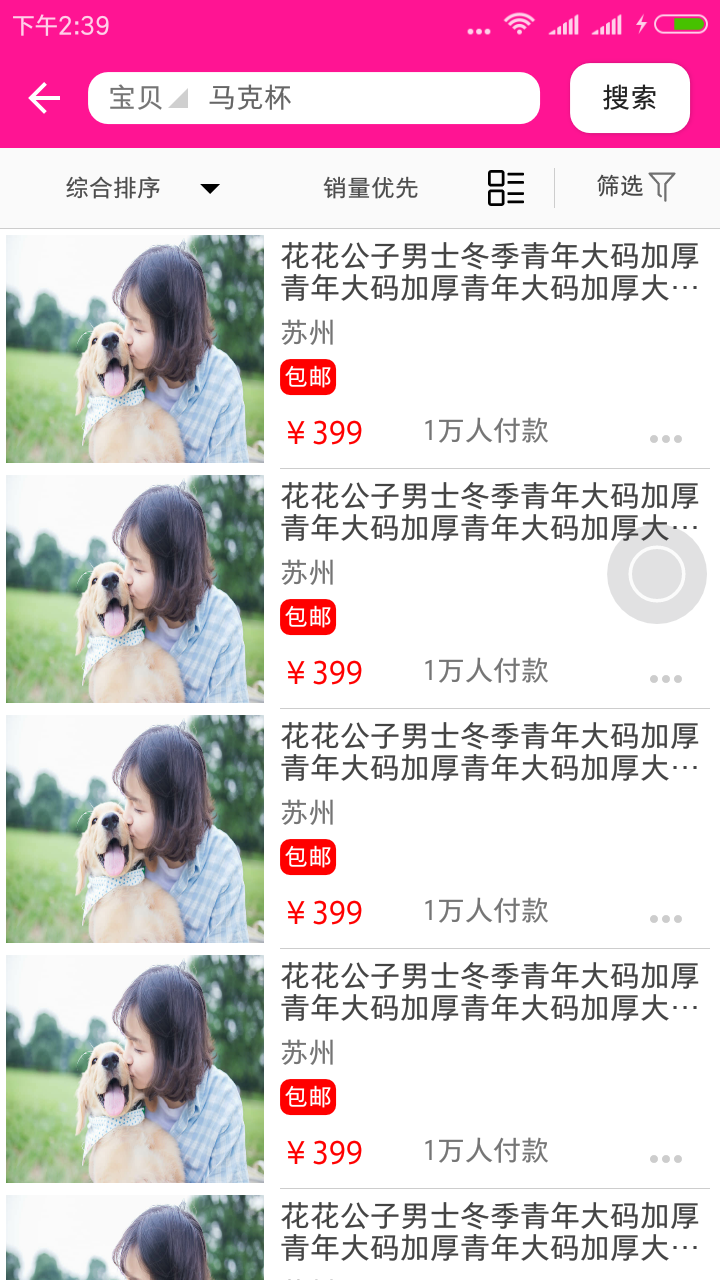 下午2:39
宝贝 马克杯 搜索
综合排序 销量优先 筛选
花花公子男士冬季青年大码加厚
青年大码加厚青年大码加厚大…
苏州
包邮
￥399 1万人付款
花花公子男士冬季青年大码加厚
青年大码加厚青年大码加厚大…
苏州
包邮
￥399 1万人付款
花花公子男士冬季青年大码加厚
青年大码加厚青年大码加厚大…
苏州
包邮
￥399 1万人付款
花花公子男士冬季青年大码加厚
青年大码加厚青年大码加厚大…
苏州
包邮
￥399 1万人付款
花花公子男士冬季青年大码加厚
青年大码加厚青年大码加厚大…